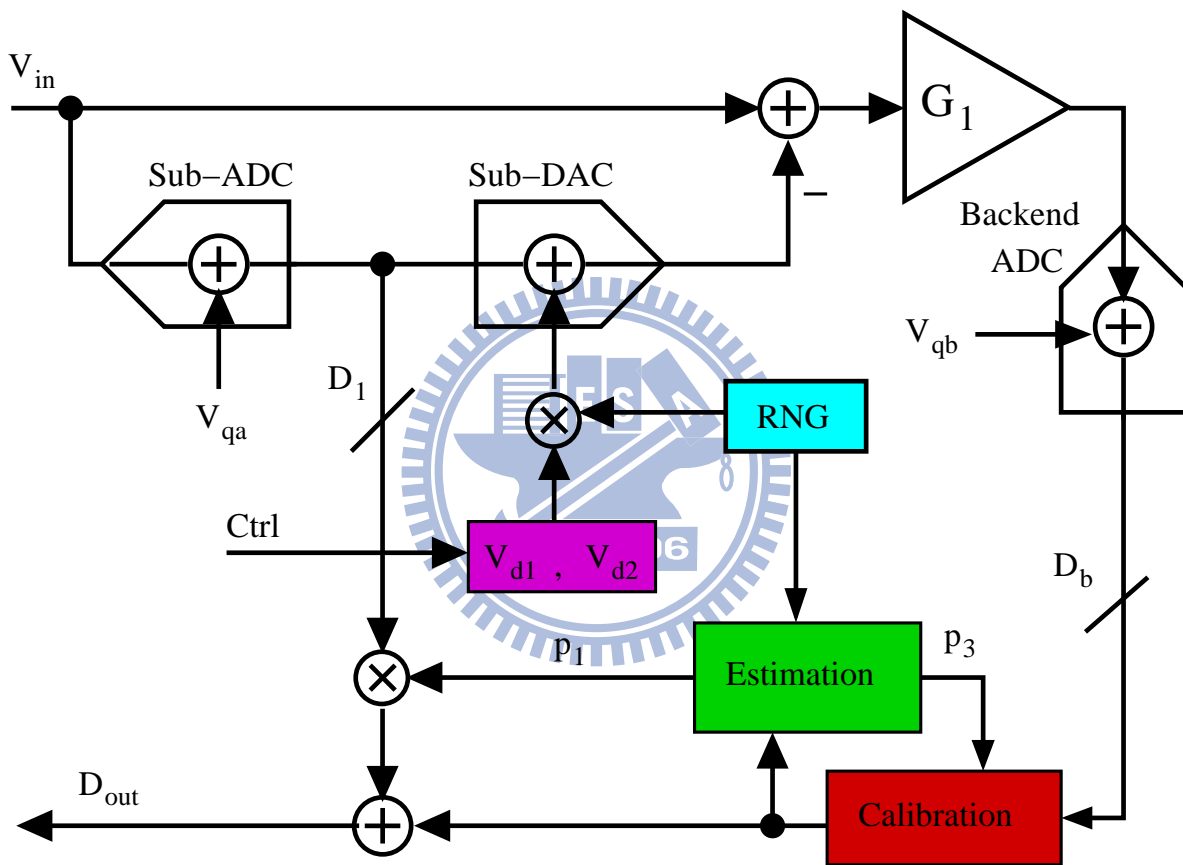 V_in
G_1
Sub−ADC
Sub−DAC
−
Backend
ADC
V_qb
D_1
V_qa
E S A
RNG
Ctrl
V_d1 , V_d2
96
D_b
p_1
p_3
Estimation
D_out
Calibration